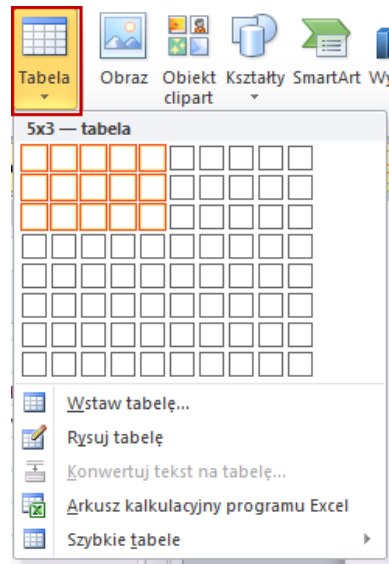 Tabela Obraz Obiekt Kształty SmartArt
clipart
5x3 — tabela
Wstaw tabelę...
Rysuj tabelę
Konwertuj tekst na tabelę...
Arkusz kalkulacyjny programu Excel
Szybkie tabele